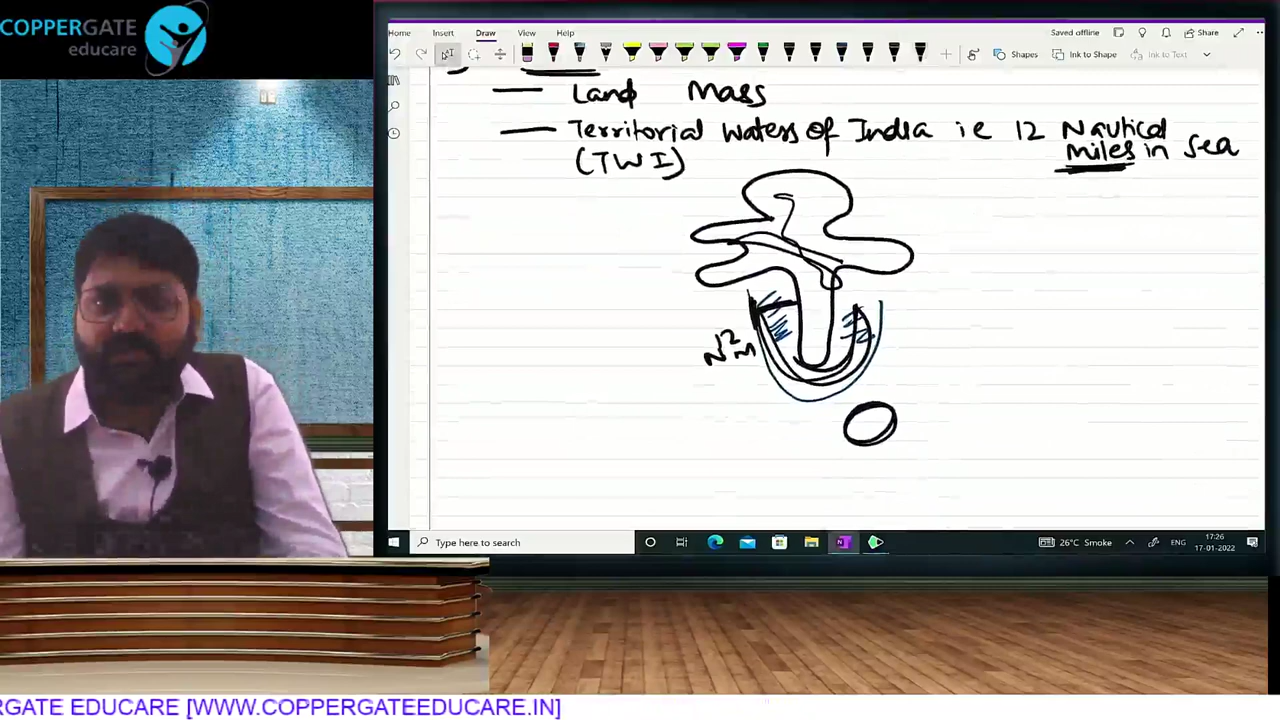 COPPERGATE
educare
Home Insert Draw View Help
Saved offline
Share
Shapes
Ink to Shape
Ink to Text
— Land Mass
— Territorial waters of India ie 12 Nautical
miles in sea
(TWI)
12
NM
Type here to search
26°C Smoke
ENG
17:26
17-01-2022
RGATE EDUCARE [WWW.COPPERGATEEDUCARE.IN]